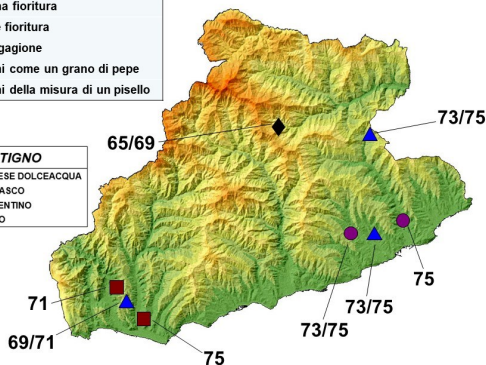 fioritura
fioritura
i come un grano di pepe
i della misura di un pisello
TIGNO
ESE DOLCEACQUA
ASCO
ENTINO
O
65/69
73/75
75
73/75
73/75
71
69/71
75